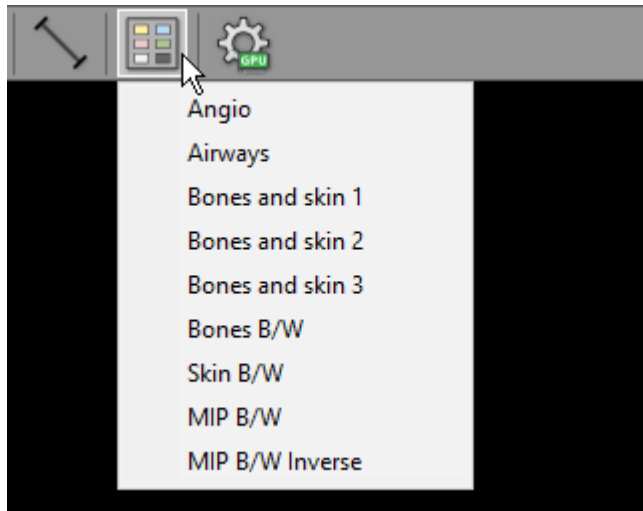 GPU
Angio
Airways
Bones and skin 1
Bones and skin 2
Bones and skin 3
Bones B/W
Skin B/W
MIP B/W
MIP B/W Inverse